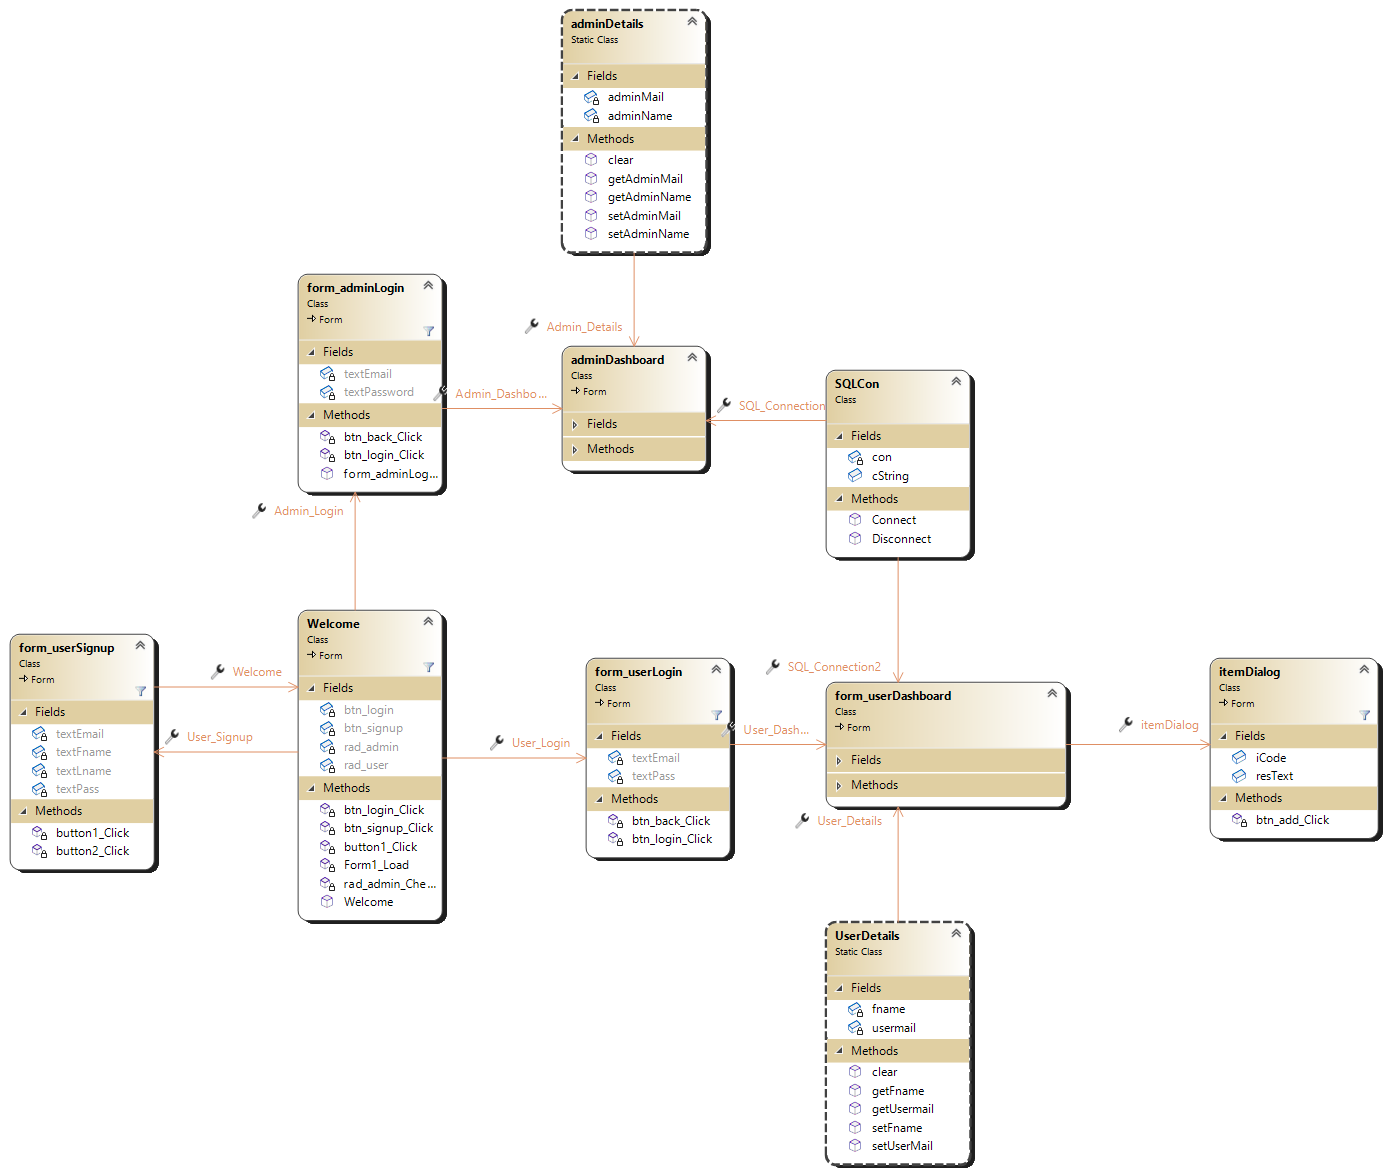 adminDetails
Static Class
Fields
adminMail
adminName
Methods
clear
getAdminMail
getAdminName
setAdminMail
setAdminName
Admin_Details
form_adminLogin
Class
Form
Fields
textEmail
textPassword
Methods
btn_back_Click
btn_login_Click
form_adminLog...
Admin_Dashbo...
adminDashboard
Class
Form
Fields
Methods
SQL_Connection
SQLCon
Class
Fields
con
cString
Methods
Connect
Disconnect
Admin_Login
form_userSignup
Class
Form
Fields
textEmail
textFname
textLname
textPass
Methods
button1_Click
button2_Click
Welcome
User_Signup
Welcome
Class
Form
Fields
btn_login
btn_signup
rad_admin
rad_user
Methods
btn_login_Click
btn_signup_Click
button1_Click
Form1_Load
rad_admin_Che...
Welcome
User_Login
form_userLogin
Class
Form
Fields
textEmail
textPass
Methods
btn_back_Click
btn_login_Click
User_Dash...
SQL_Connection2
form_userDashboard
Class
Form
Fields
Methods
itemDialog
itemDialog
Class
Form
Fields
iCode
resText
Methods
btn_add_Click
User_Details
UserDetails
Static Class
Fields
fname
usermail
Methods
clear
getFname
getUsermail
setFname
setUserMail